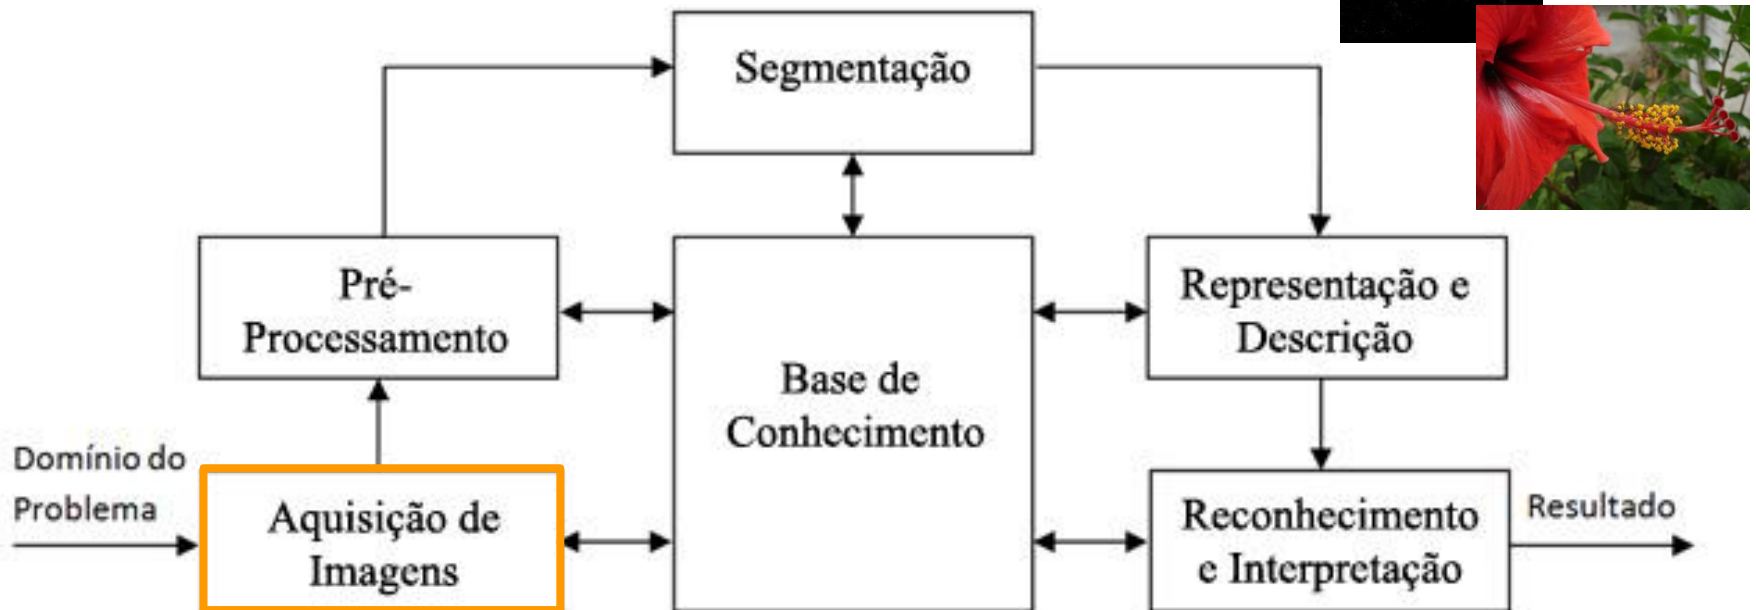 Segmentação
Pré-
Processamento
Representação e
Descrição
Base de
Conhecimento
Domínio do
Problema
Aquisição de
Imagens
Reconhecimento
e Interpretação
Resultado